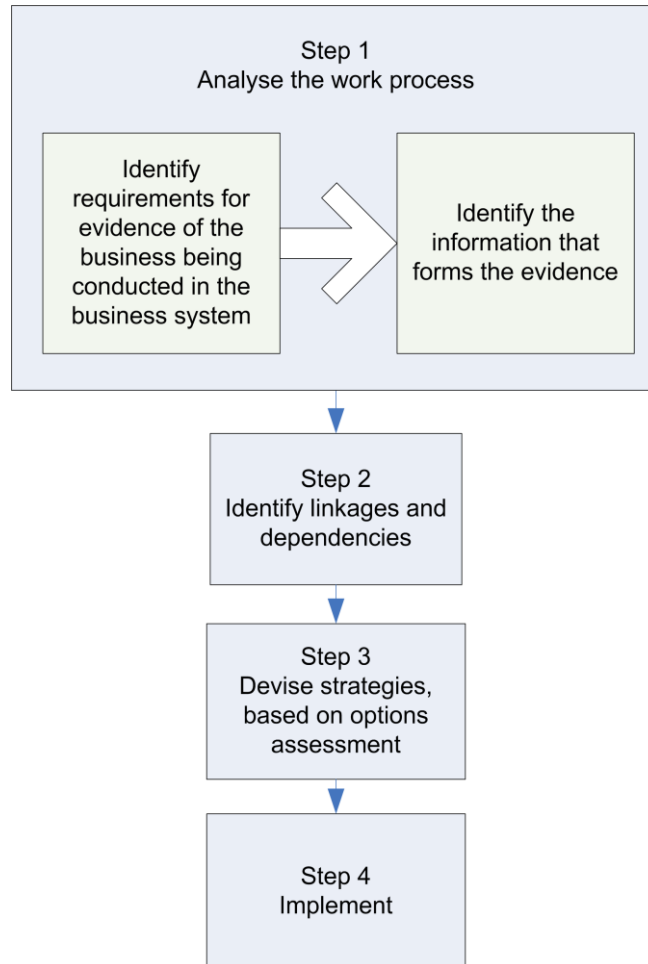 Step 1
Analyse the work process
Identify
requirements for
evidence of the
business being
conducted in the
business system
Identify the
information that
forms the evidence
Step 2
Identify linkages and
dependencies
Step 3
Devise strategies,
based on options
assessment
Step 4
Implement